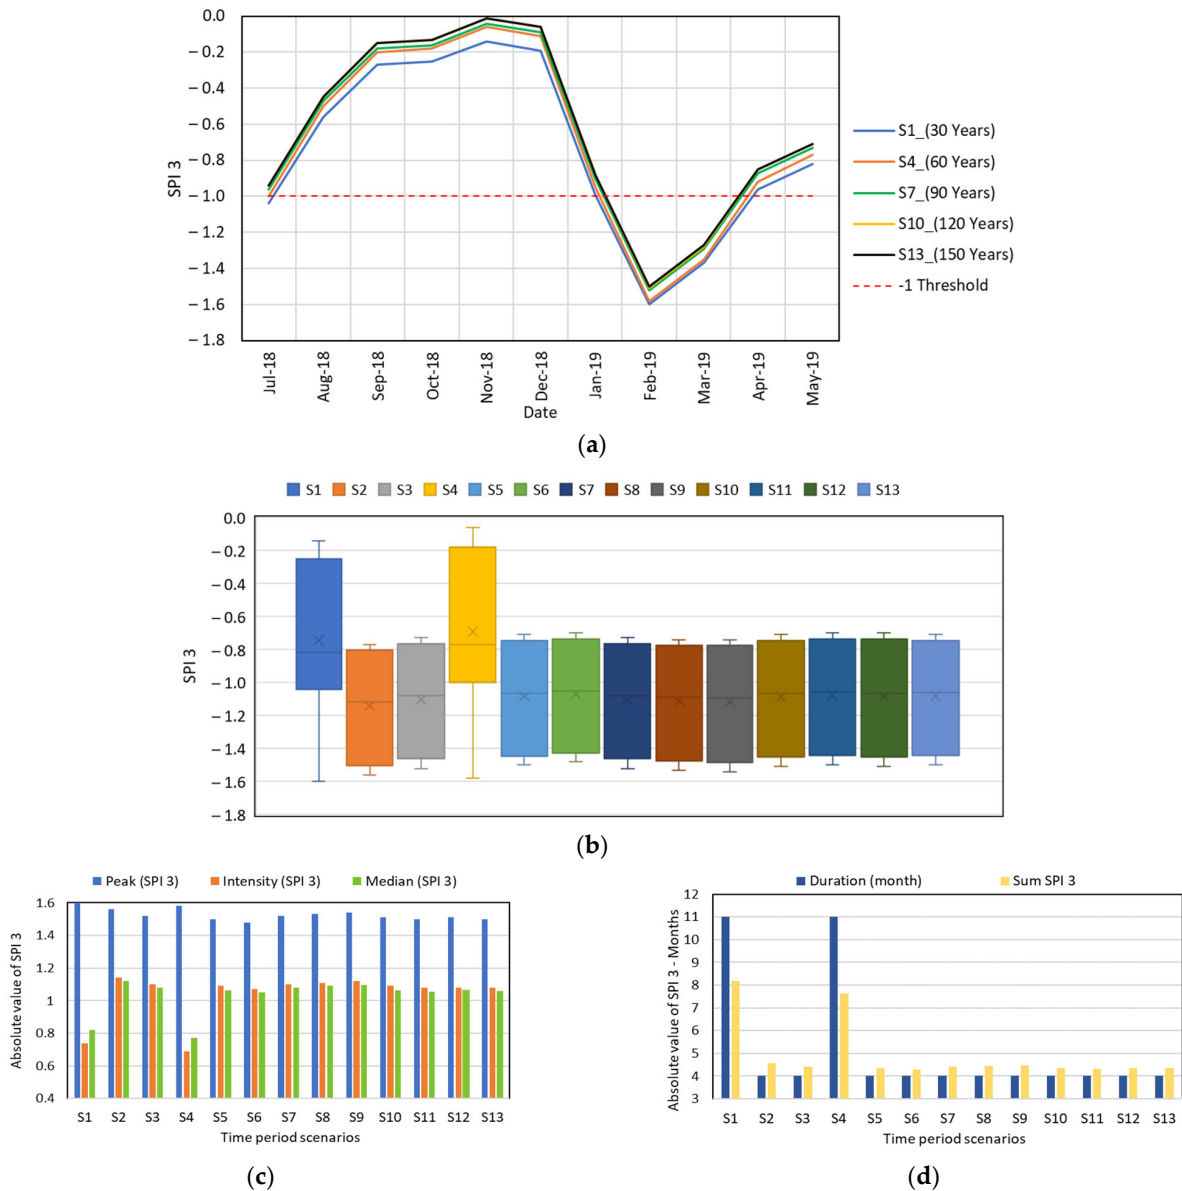 0.0
– 0.2
– 0.4
– 0.6
– 0.8
– 1.0
– 1.2
– 1.4
– 1.6
– 1.8
SPI 3
Jul-18
Aug-18
Sep-18
Oct-18
Nov-18
Dec-18
Jan-19
Feb-19
Mar-19
Apr-19
May-19
Date
S1_(30 Years)
S4_(60 Years)
S7_(90 Years)
S10_(120 Years)
S13_(150 Years)
-1 Threshold
(a)
S1 S2 S3 S4 S5 S6 S7 S8 S9 S10 S11 S12 S13
0.0
– 0.2
– 0.4
– 0.6
– 0.8
– 1.0
– 1.2
– 1.4
– 1.6
– 1.8
SPI 3
(b)
Peak (SPI 3) Intensity (SPI 3) Median (SPI 3)
1.6
1.4
1.2
1
0.8
0.6
0.4
Absolute value of SPI 3
S1 S2 S3 S4 S5 S6 S7 S8 S9 S10 S11 S12 S13
Time period scenarios
(c)
Duration (month) Sum SPI 3
12
11
10
9
8
7
6
5
4
3
Absolute value of SPI 3 - Months
S1 S2 S3 S4 S5 S6 S7 S8 S9 S10 S11 S12 S13
Time period scenarios
(d)